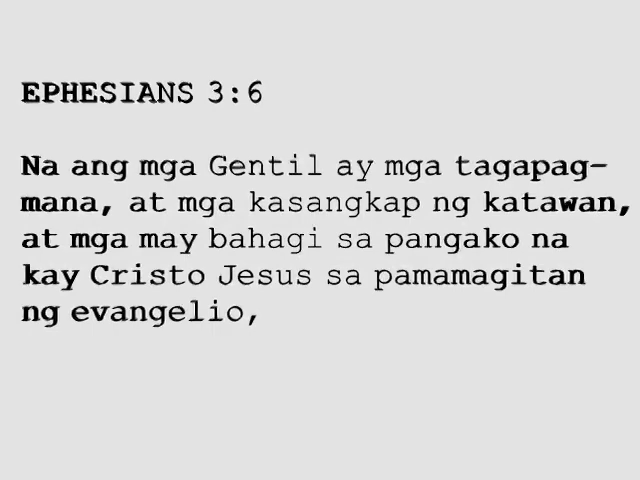 EPHESIANS 3:6
Na ang mga Gentil ay mga tagapag-
mana, at mga kasangkap ng katawan,
at mga may bahagi sa pangako na
kay Cristo Jesus sa pamamagitan
ng evangelio,